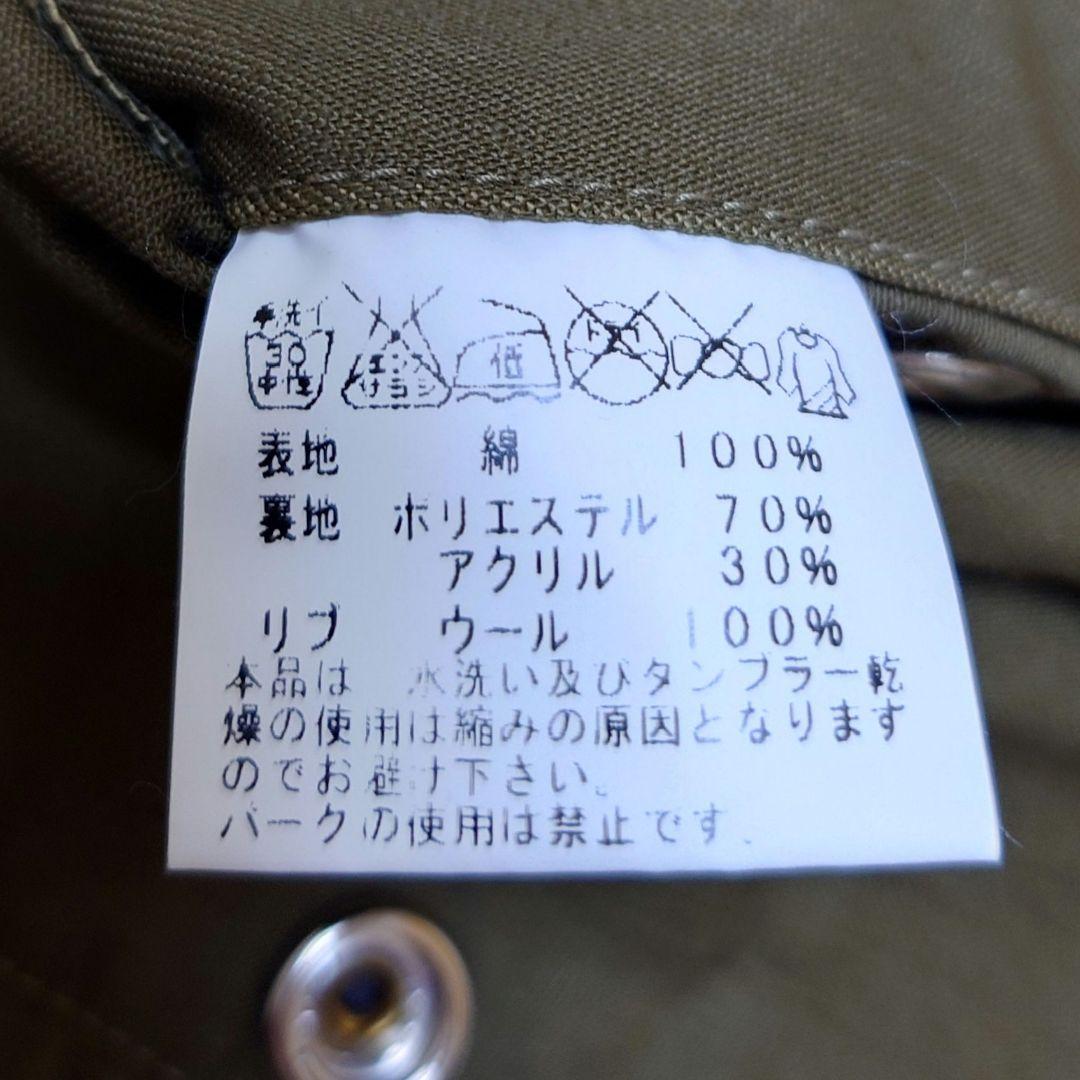 手洗イ
30
中性
エンソ
サラシ
低
ドライ
表地 綿 100%
裏地 ポリエステル 70%
アクリル 30%
リブ ウール 100%
本品は 水洗い及びタンブラー乾
燥の使用は縮みの原因となります
のでお避け下さい。
パークの使用は禁止です.